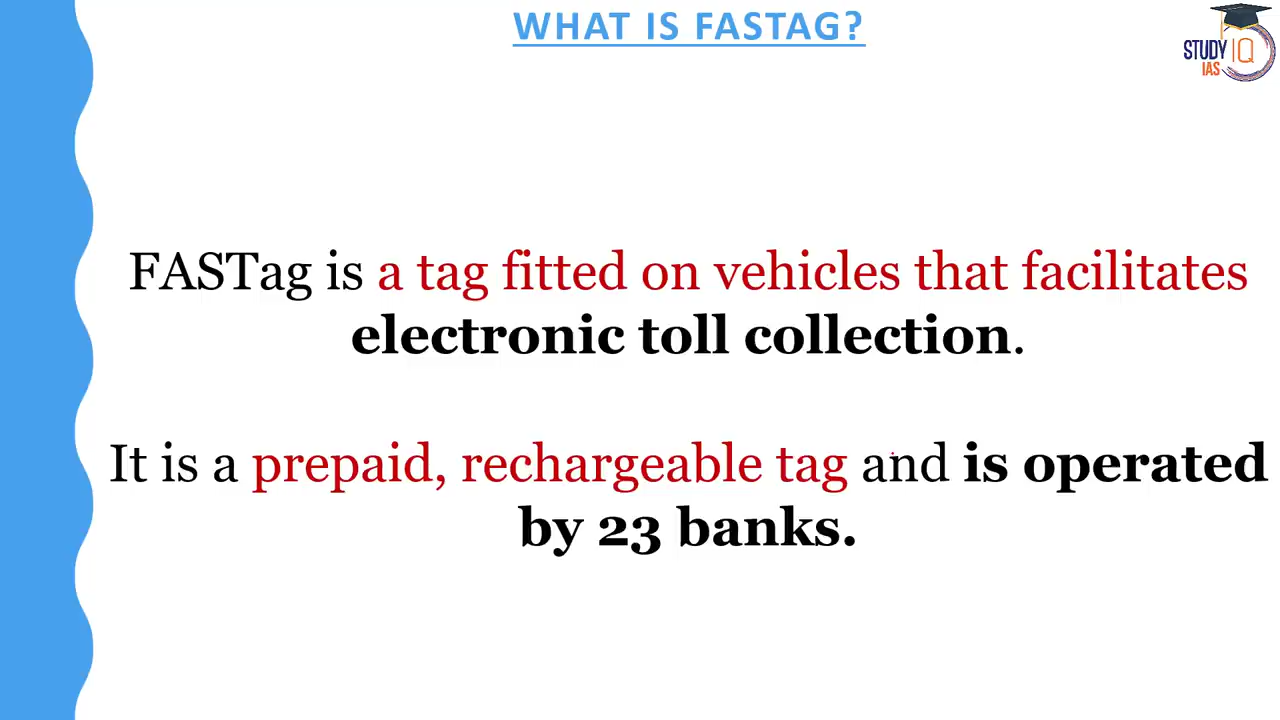 WHAT IS FASTAG?
STUDY IQ
IAS
FASTag is a tag fitted on vehicles that facilitates
electronic toll collection.
It is a prepaid, rechargeable tag and is operated
by 23 banks.